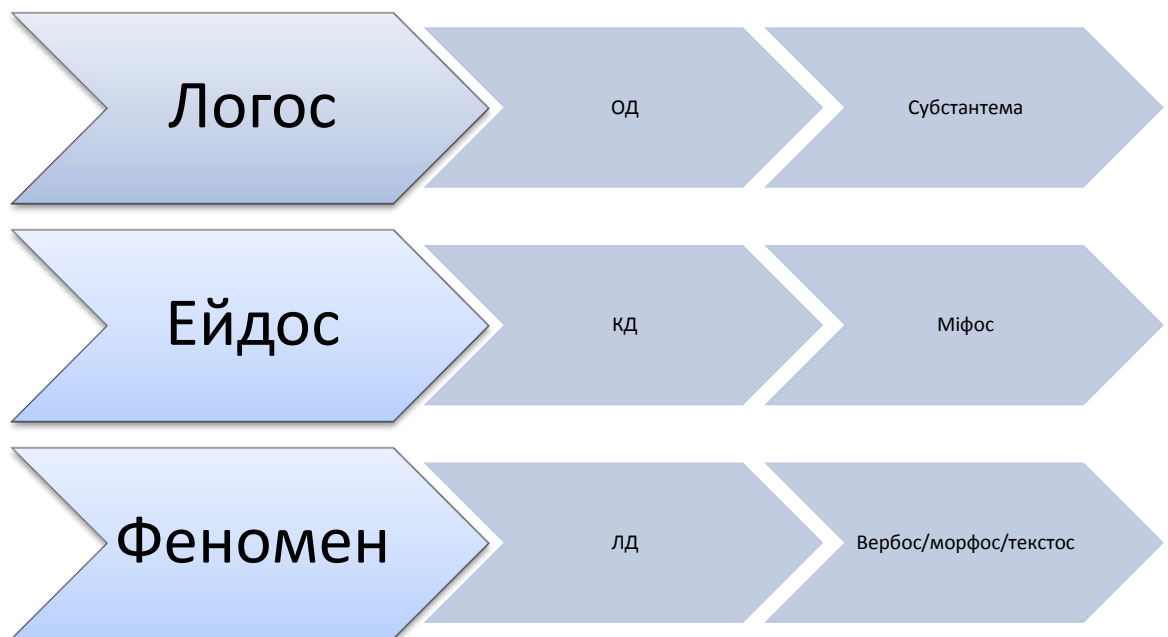 Логос
ОД
Субстантема
Ейдос
КД
Міфос
Феномен
ЛД
Вербос/морфос/текстос